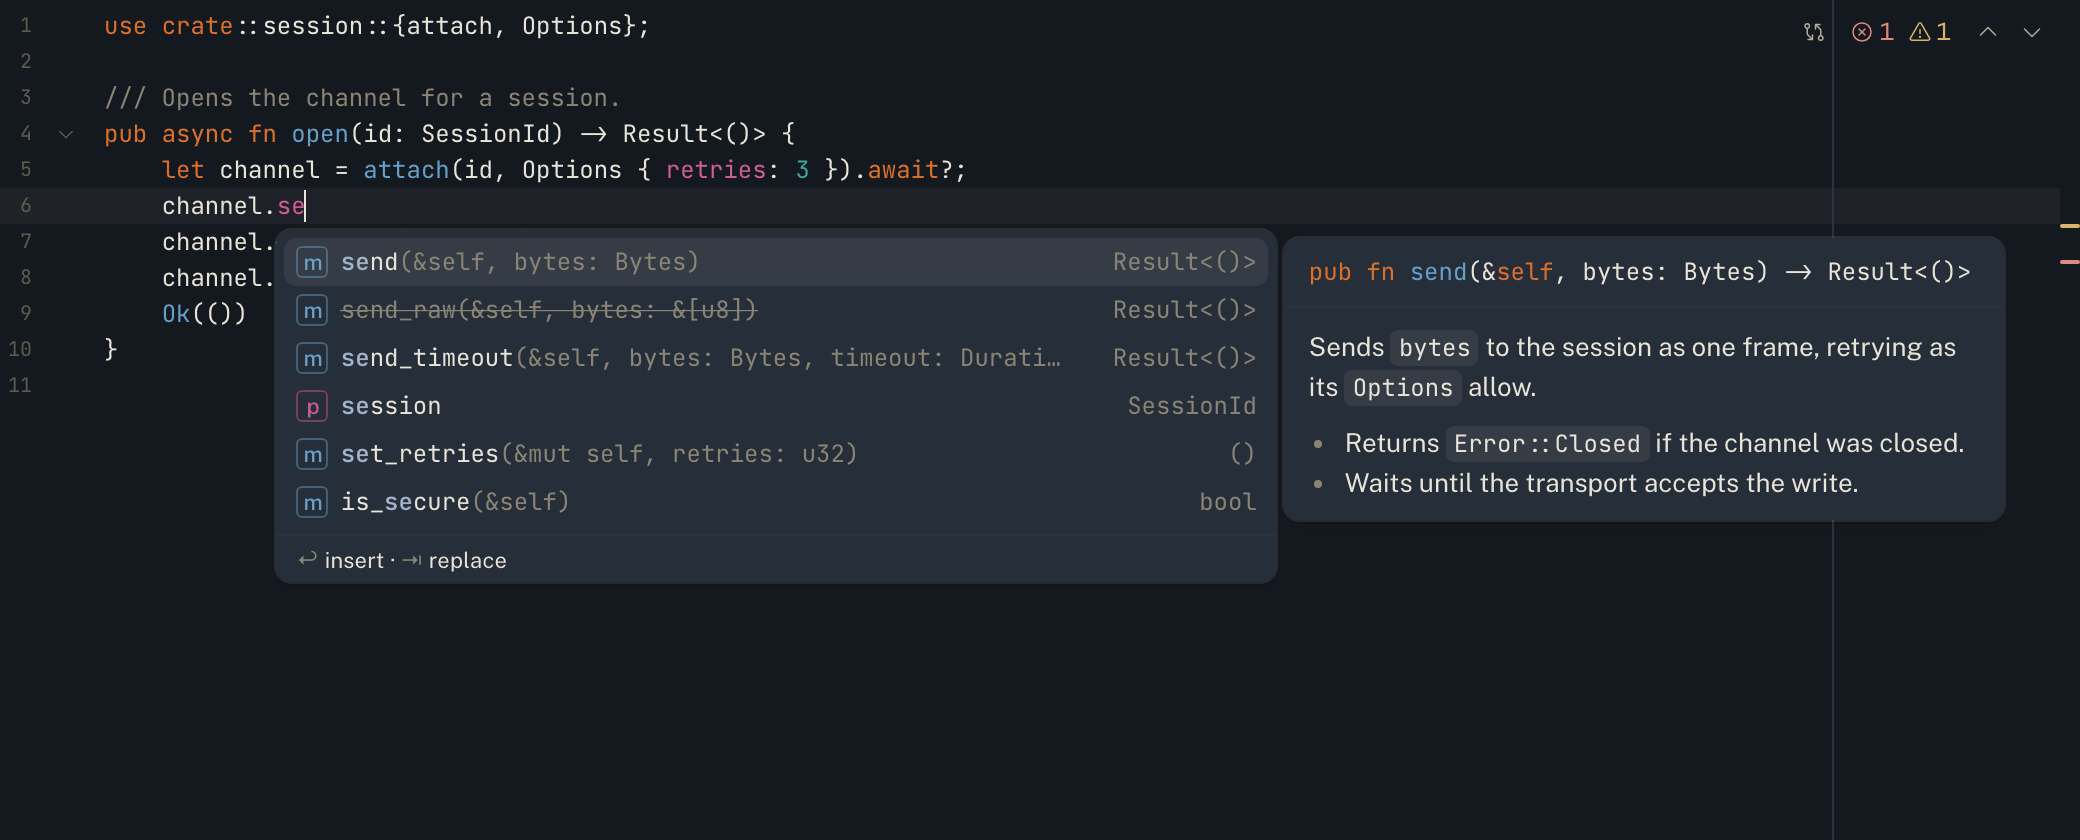 1 use crate::session::{attach, Options};
2
3 /// Opens the channel for a session.
4 pub async fn open(id: SessionId) -> Result<()> {
5 let channel = attach(id, Options { retries: 3 }).await?;
6 channel.se
7 channel.
8 channel.
9 Ok(())
10 }
11
1 1
m send(&self, bytes: Bytes) Result<()>
m send_raw(&self, bytes: &[u8]) Result<()>
m send_timeout(&self, bytes: Bytes, timeout: Durati… Result<()>
p session SessionId
m set_retries(&mut self, retries: u32) ()
m is_secure(&self) bool
↩ insert · ⇥ replace
pub fn send(&self, bytes: Bytes) -> Result<()>
Sends bytes to the session as one frame, retrying as
its Options allow.
• Returns Error::Closed if the channel was closed.
• Waits until the transport accepts the write.